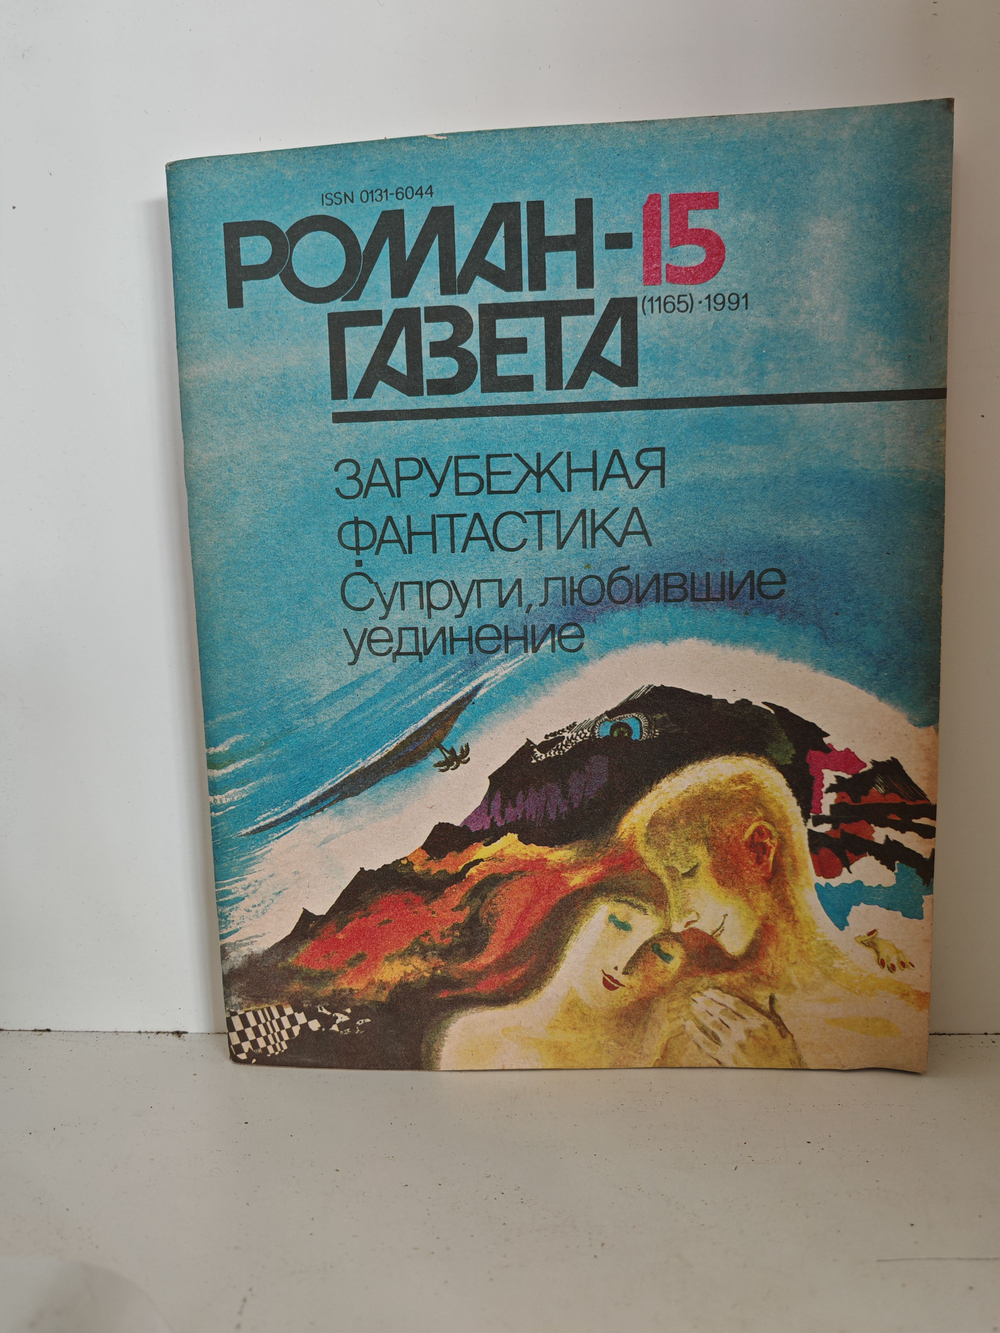 ISSN 0131-6044
РОМАН-15
ГАЗЕТА (1165)·1991
ЗАРУБЕЖНАЯ
ФАНТАСТИКА
Супруги, любившие
уединение